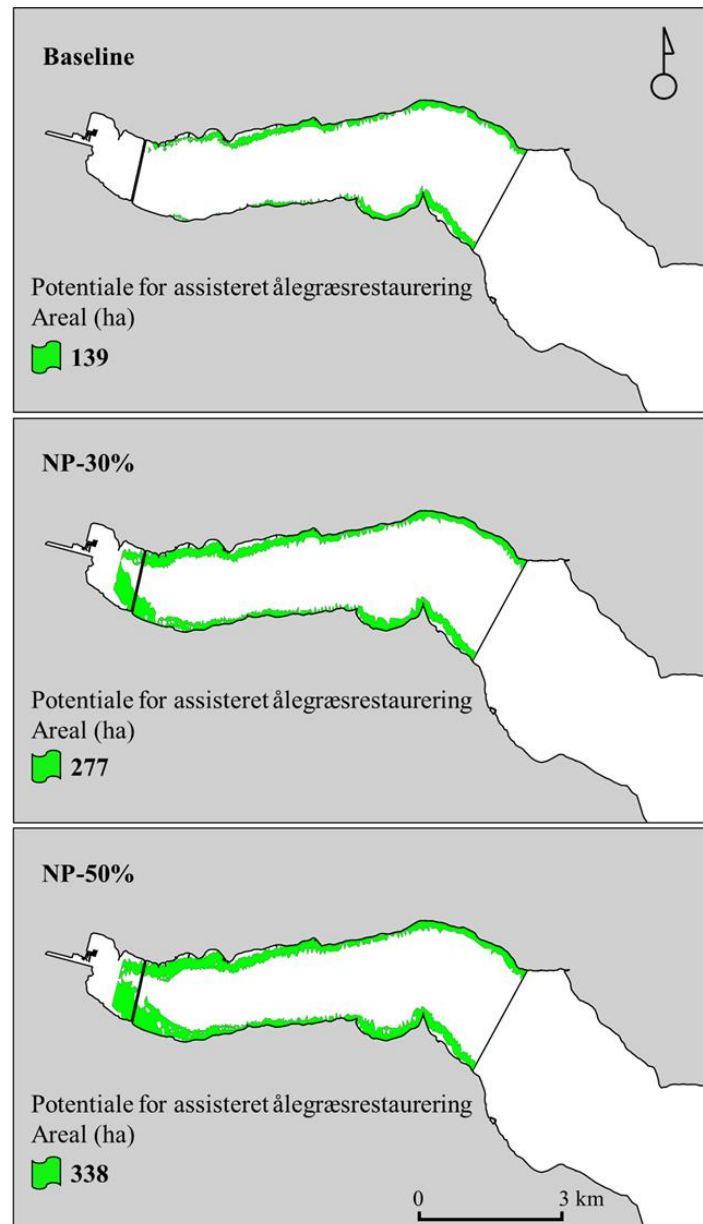 Baseline
Potentiale for assisteret ålegræsrestaurering
Areal (ha)
139
NP-30%
Potentiale for assisteret ålegræsrestaurering
Areal (ha)
277
NP-50%
Potentiale for assisteret ålegræsrestaurering
Areal (ha)
338
0 3 km